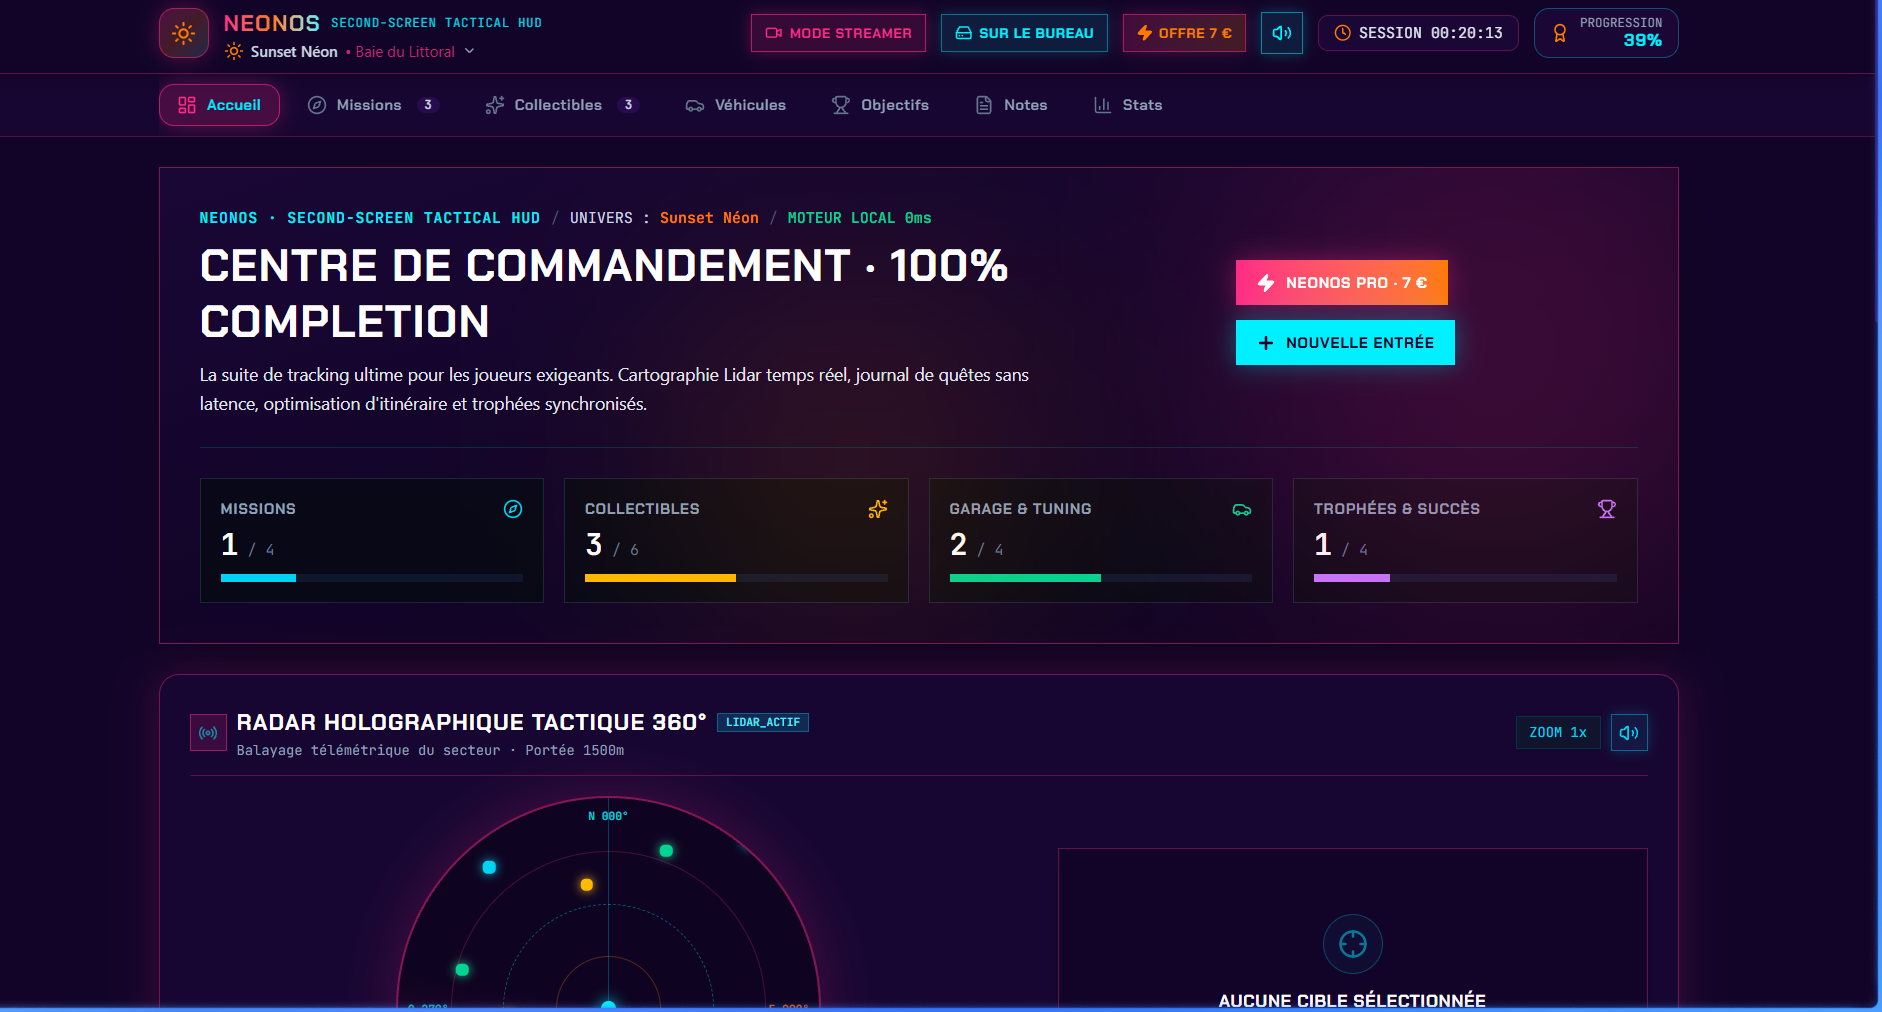 NEONOS SECOND-SCREEN TACTICAL HUD
Sunset Néon • Baie du Littoral
MODE STREAMER
SUR LE BUREAU
OFFRE 7 €
SESSION 00:20:13
PROGRESSION
39%
Accueil
Missions 3
Collectibles 3
Véhicules
Objectifs
Notes
Stats
NEONOS · SECOND-SCREEN TACTICAL HUD / UNIVERS : Sunset Néon / MOTEUR LOCAL 0ms
CENTRE DE COMMANDEMENT · 100%
COMPLETION
La suite de tracking ultime pour les joueurs exigeants. Cartographie Lidar temps réel, journal de quêtes sans
latence, optimisation d'itinéraire et trophées synchronisés.
NEONOS PRO · 7 €
NOUVELLE ENTRÉE
MISSIONS
1 / 4
COLLECTIBLES
3 / 6
GARAGE & TUNING
2 / 4
TROPHÉES & SUCCÈS
1 / 4
RADAR HOLOGRAPHIQUE TACTIQUE 360° LIDAR_ACTIF
Balayage télémétrique du secteur · Portée 1500m
ZOOM 1x
N 000°
AUCUNE CIBLE SÉLECTIONNÉE